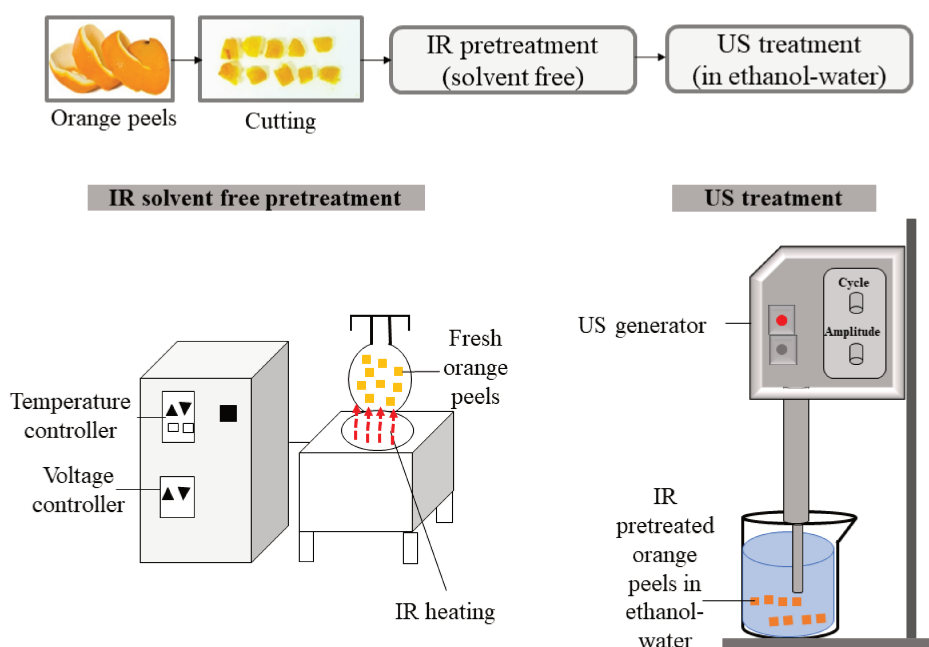 IR pretreatment
(solvent free)
US treatment
(in ethanol-water)
Orange peels
Cutting
IR solvent free pretreatment
US treatment
Fresh
orange
peels
Temperature
controller
Voltage
controller
IR heating
Cycle
Amplitude
US generator
IR
pretreated
orange
peels in
ethanol-
water